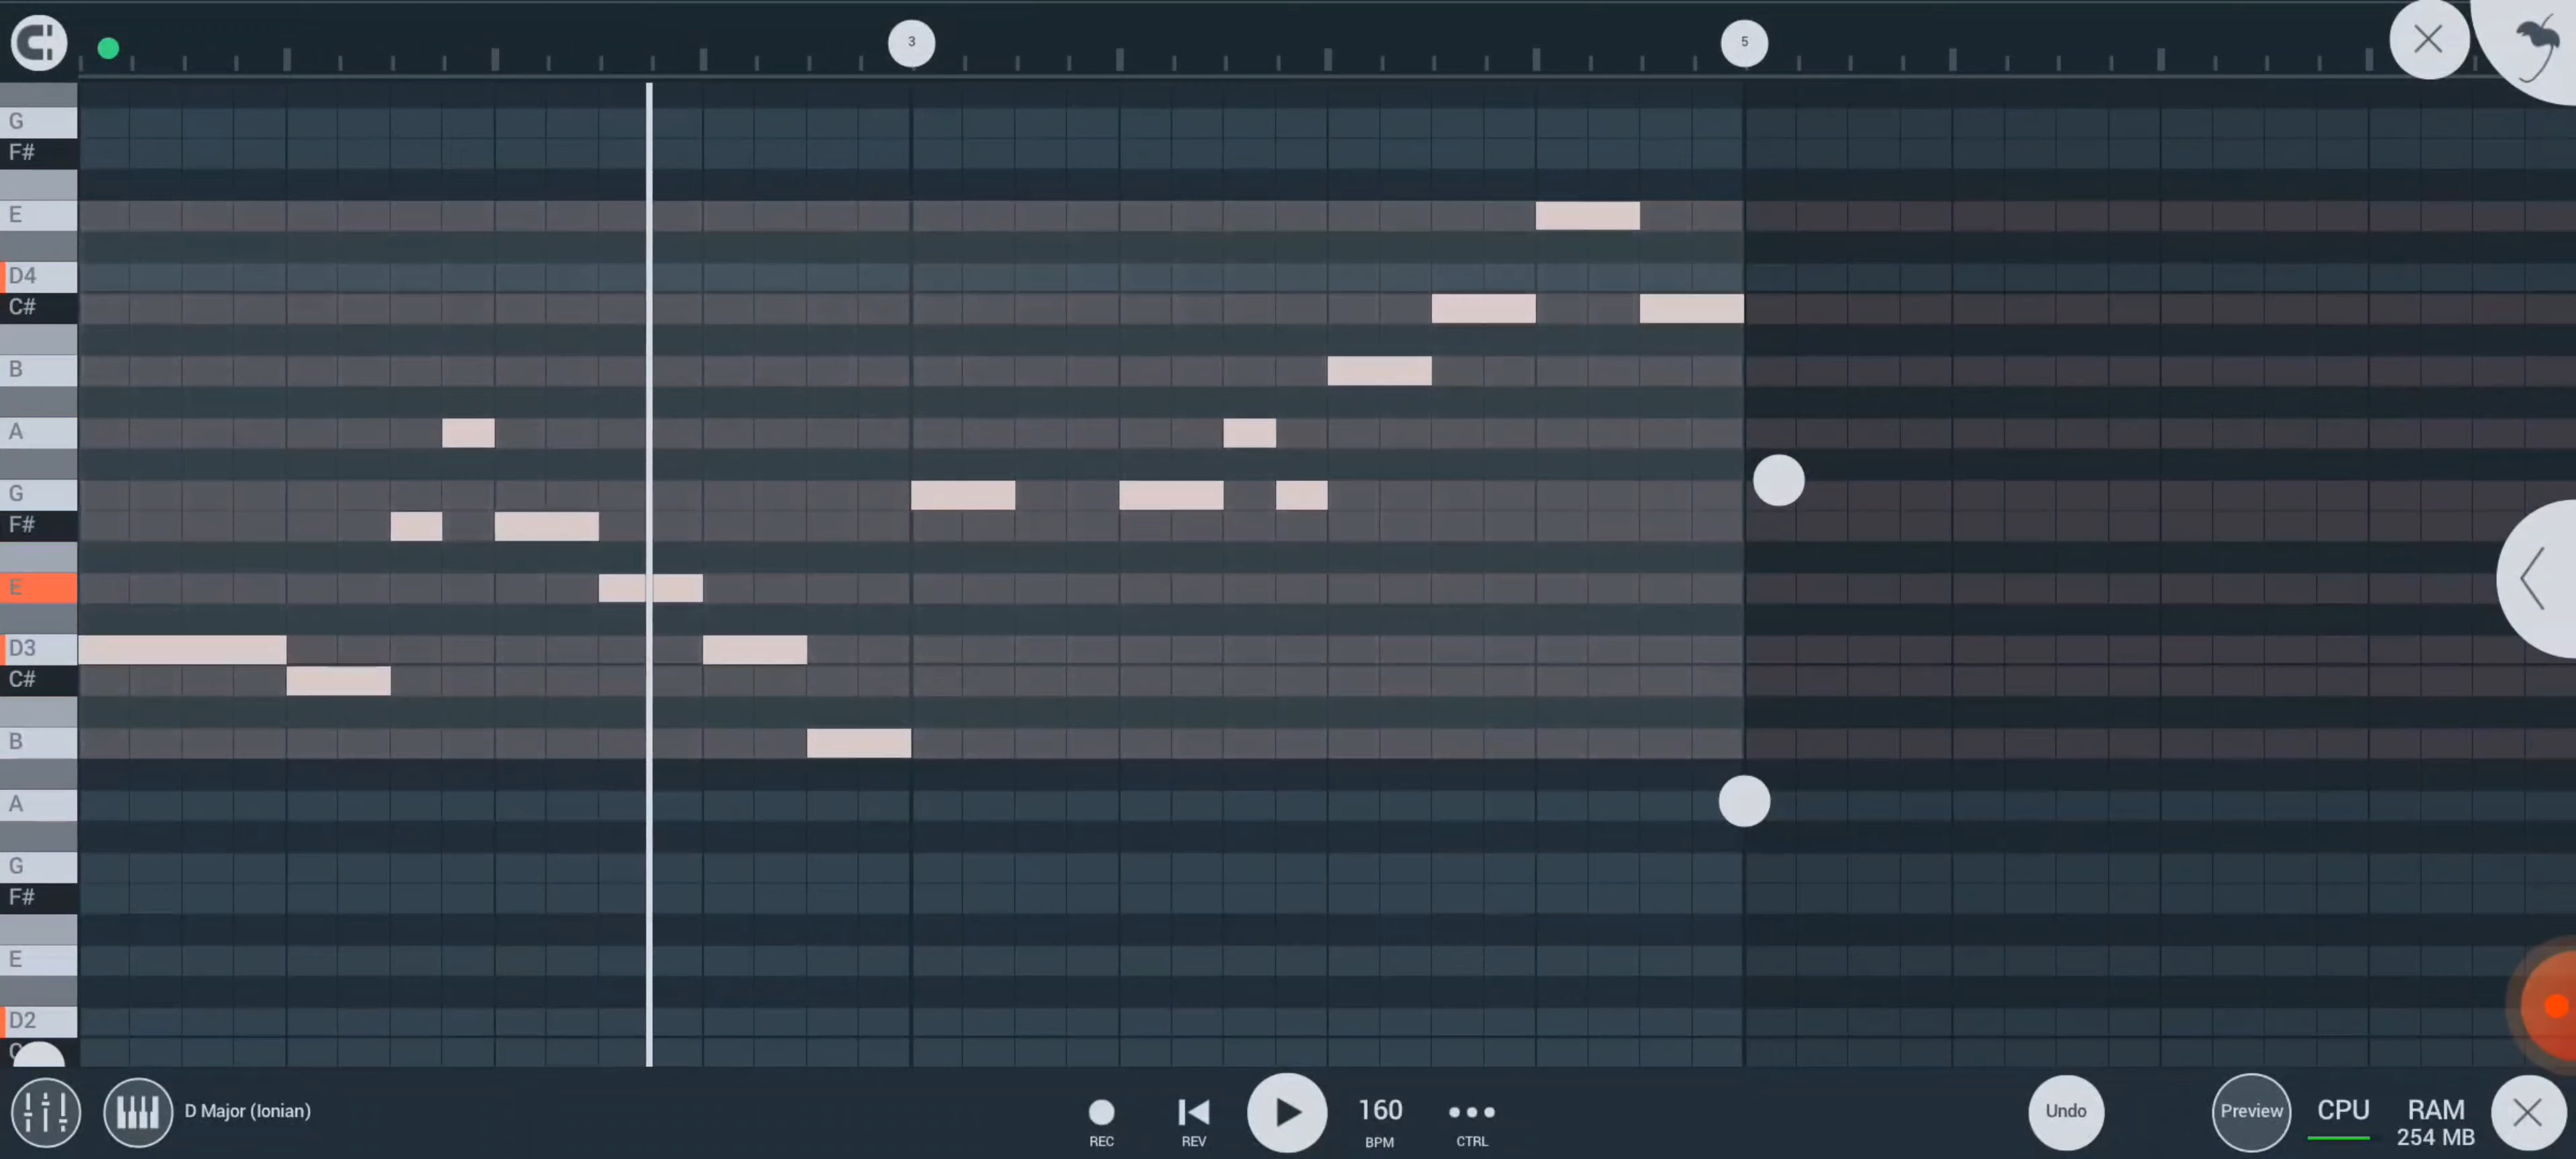 3
5
G
F#
E
D4
C#
B
A
G
F#
E
D3
C#
B
A
G
F#
E
D2
D Major (Ionian)
REC
REV
160
BPM
CTRL
Undo
Preview
CPU
RAM
254 MB